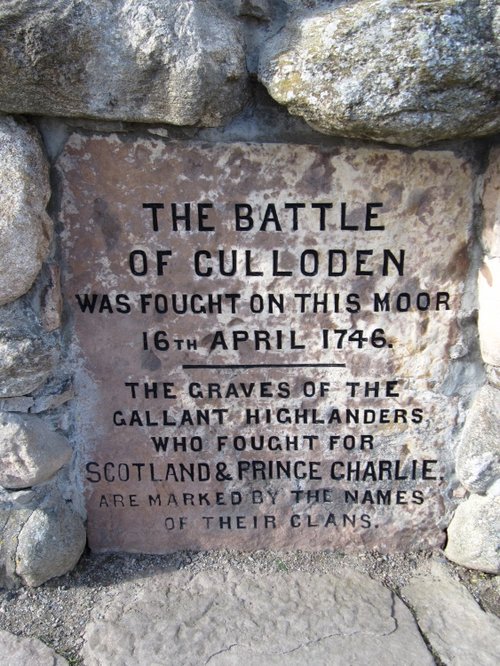 THE BATTLE
OF CULLODEN
WAS FOUGHT ON THIS MOOR
16TH APRIL 1746.
THE GRAVES OF THE
GALLANT HIGHLANDERS
WHO FOUGHT FOR
SCOTLAND & PRINCE CHARLIE.
ARE MARKED BY THE NAMES
OF THEIR CLANS.